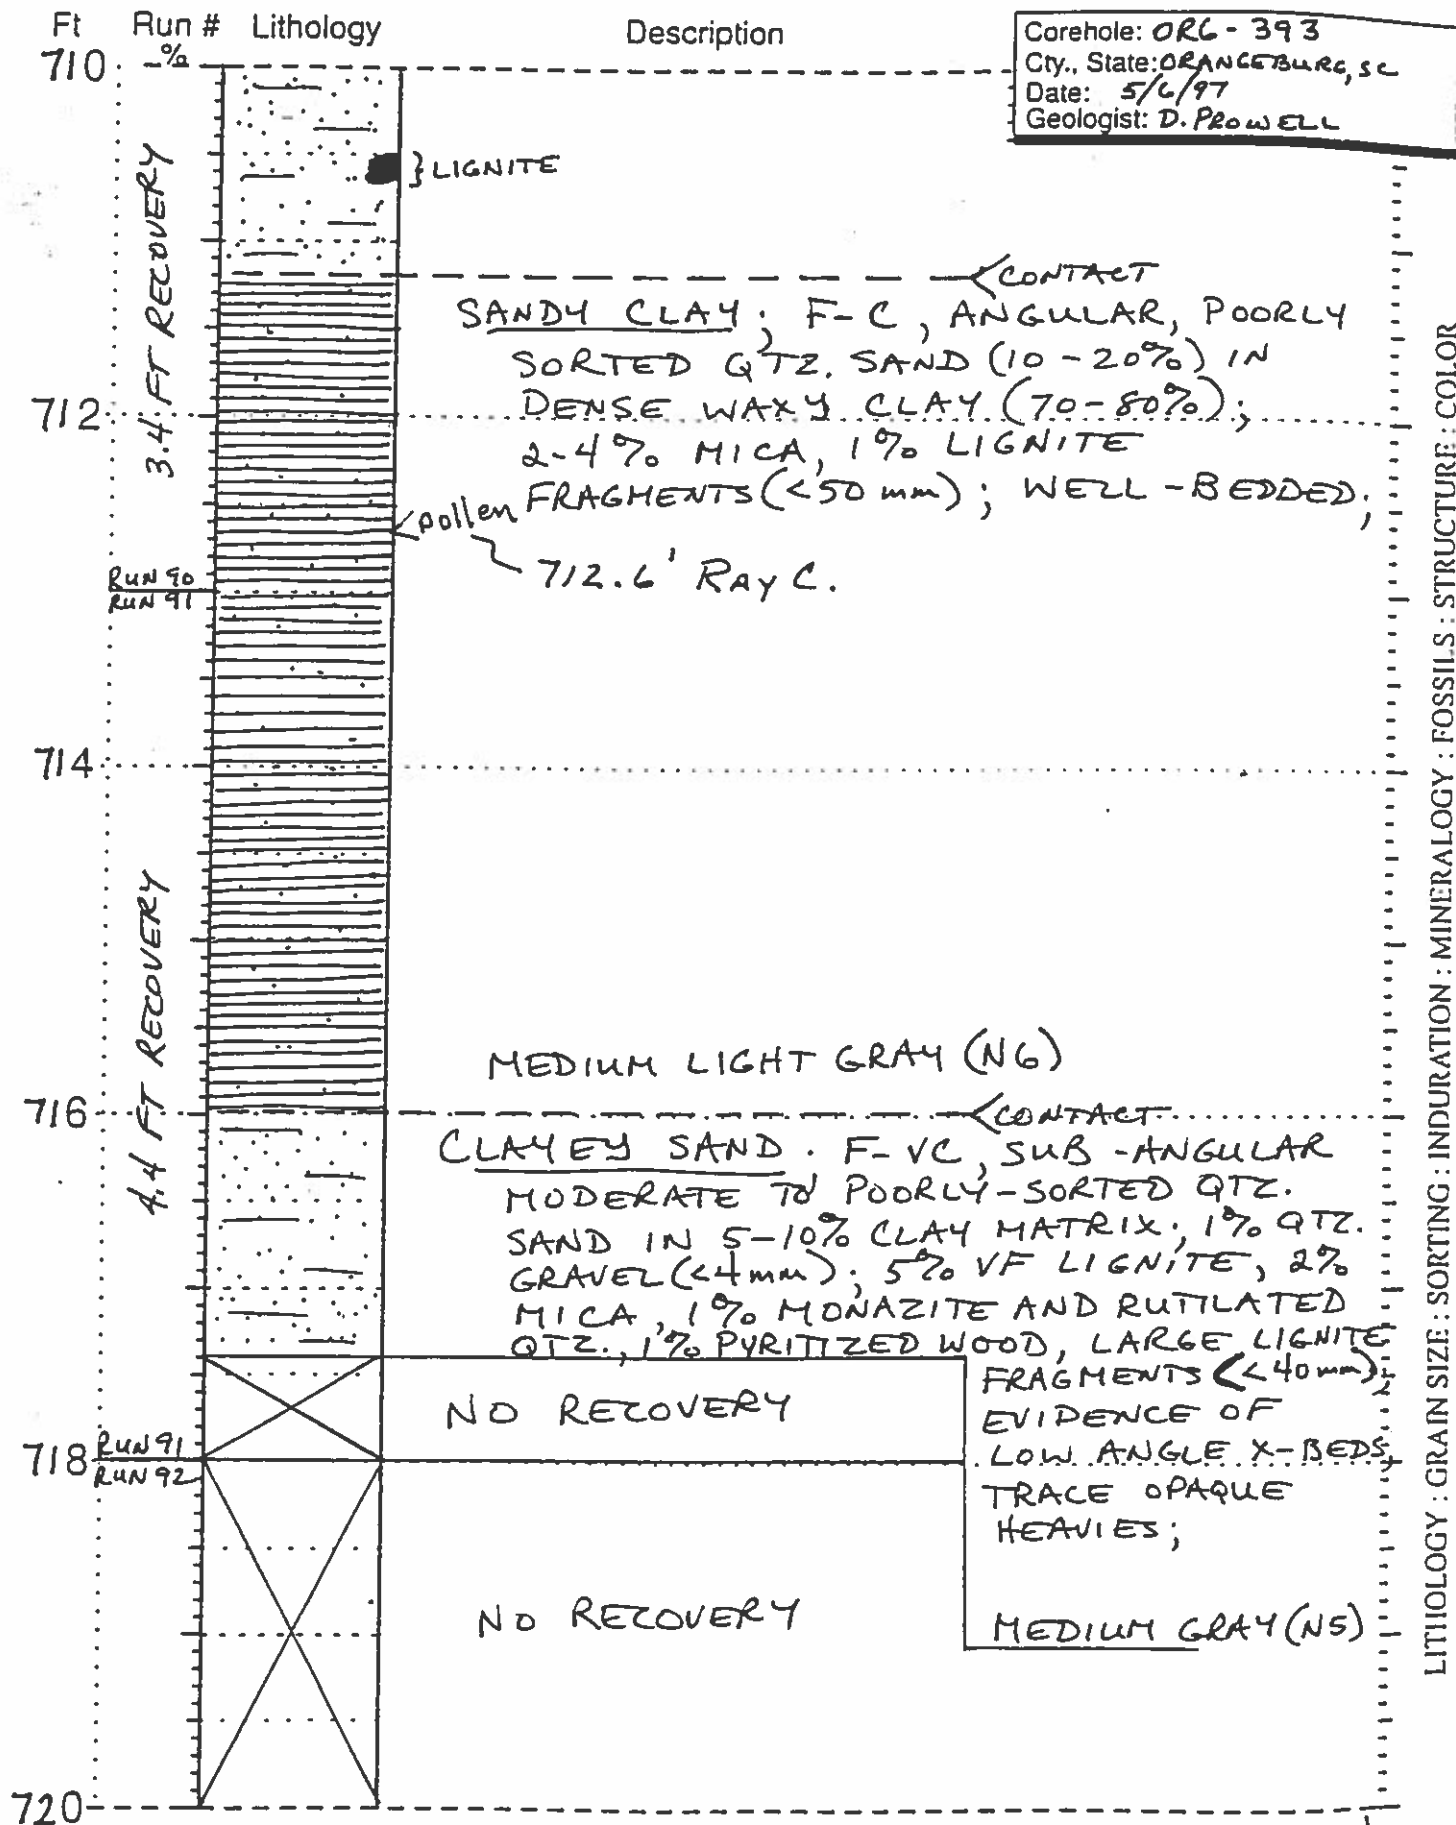 Ft Run # Lithology Description
-%
Corehole: ORG - 393
Cty., State: ORANGEBURG, SC
Date: 5/6/97
Geologist: D. PROWELL
710
} LIGNITE
3.4 FT RECOVERY
< CONTACT
SANDY CLAY; F-C, ANGULAR, POORLY
SORTED QTZ. SAND (10-20%) IN
712
DENSE WAXY CLAY (70-80%);
2-4% MICA, 1% LIGNITE
FRAGMENTS (<50 mm); WELL-BEDDED;
< pollen
712.6' RAY C.
RUN 90
RUN 91
714
4.4 FT RECOVERY
MEDIUM LIGHT GRAY (N6)
716
< CONTACT
CLAYEY SAND. F-VC, SUB-ANGULAR
MODERATE TO POORLY-SORTED QTZ.
SAND IN 5-10% CLAY MATRIX; 1% QTZ.
GRAVEL (<4mm); 5% VF LIGNITE, 2%
MICA, 1% MONAZITE AND RUTILATED
QTZ., 1% PYRITIZED WOOD, LARGE LIGNITE
FRAGMENTS (<40mm);
EVIDENCE OF
LOW ANGLE X-BEDS,
TRACE OPAQUE
HEAVIES;
MEDIUM GRAY (N5)
NO RECOVERY
718
RUN 91
RUN 92
NO RECOVERY
720
LITHOLOGY : GRAIN SIZE : SORTING : INDURATION : MINERALOGY : FOSSILS : STRUCTURE : COLOR